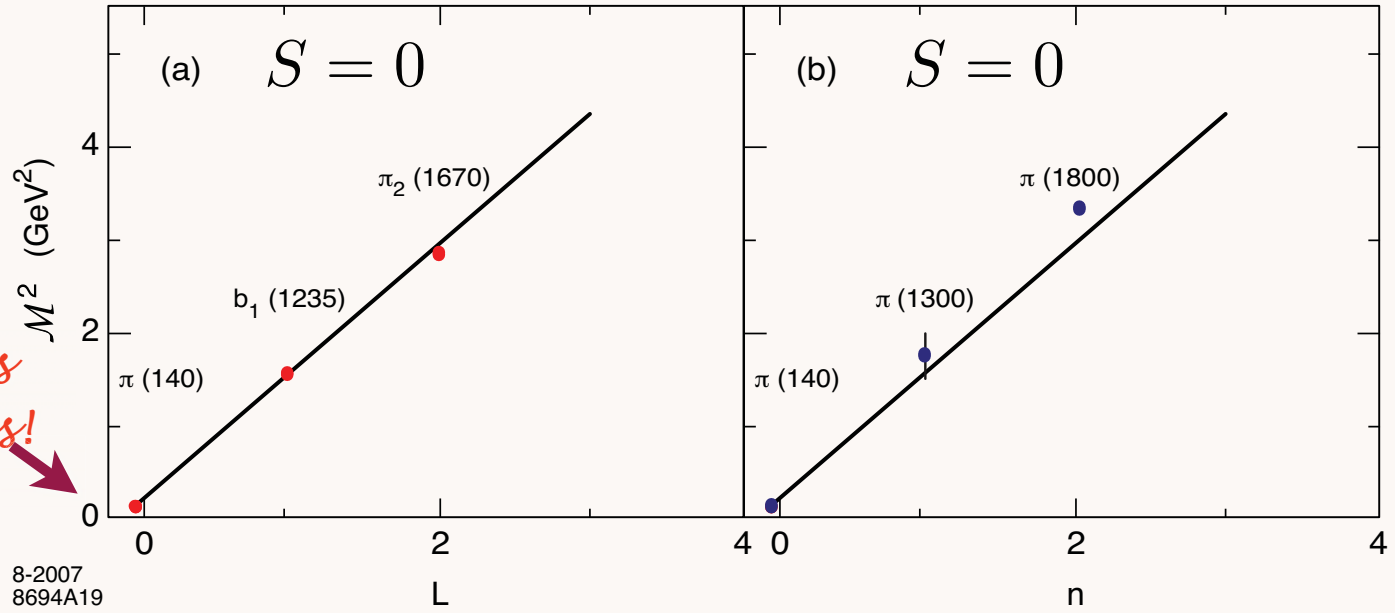 (a) S = 0
(b) S = 0
4
π₂ (1670)
π (1800)
ℳ² (GeV²)
b₁ (1235)
π (1300)
2
π (140)
π (140)
s!
0
0 2 4
0 2 4
L
n
8-2007
8694A19